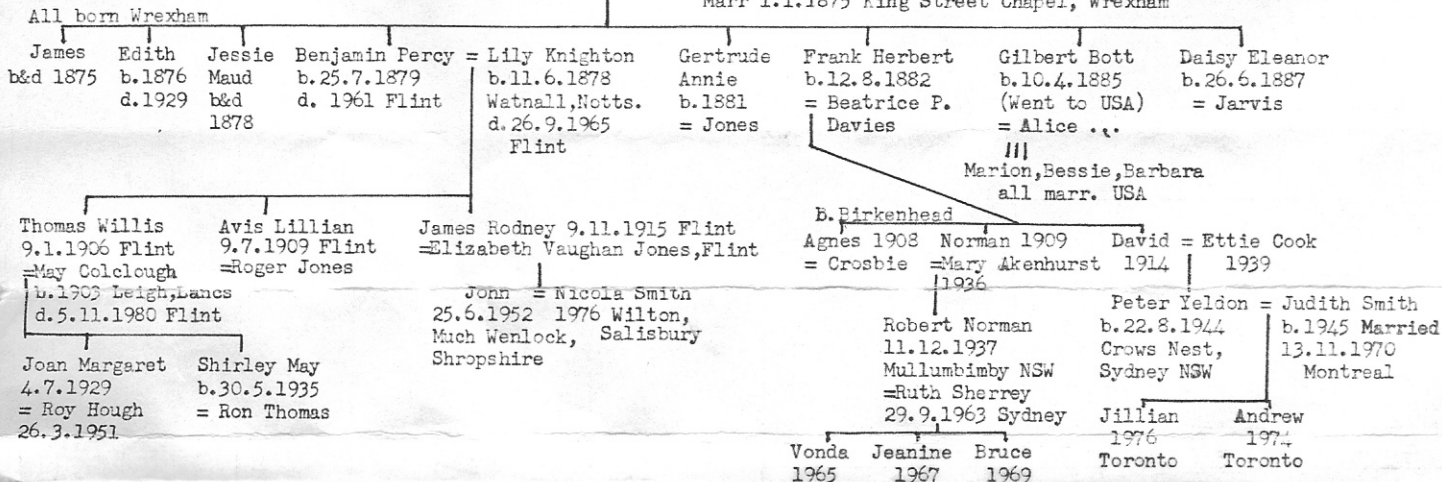 Marr 1.1.1875 King Street Chapel, Wrexham
All born Wrexham
James
b&d 1875
Edith
b.1876
d.1929
Jessie
Maud
b&d
1878
Benjamin Percy =
b.25.7.1879
d. 1961 Flint
Lily Knighton
b.11.6.1878
Watnall,Notts.
d.26.9.1965
Flint
Gertrude
Annie
b.1881
= Jones
Frank Herbert
b.12.8.1882
= Beatrice P.
Davies
Gilbert Bott
b.10.4.1885
(Went to USA)
= Alice ...
Marion,Bessie,Barbara
all marr. USA
Daisy Eleanor
b.26.6.1887
= Jarvis
Thomas Willis
9.1.1906 Flint
=May Colclough
b.1903 Leigh,Lancs
d.5.11.1980 Flint
Avis Lillian
9.7.1909 Flint
=Roger Jones
James Rodney 9.11.1915 Flint
=Elizabeth Vaughan Jones,Flint
B.Birkenhead
Agnes 1908
= Crosbie
Norman 1909
=Mary Akenhurst
1936
David = Ettie Cook
1914 1939
John = Nicola Smith
25.6.1952 1976 Wilton,
Much Wenlock, Salisbury
Shropshire
Joan Margaret
4.7.1929
= Roy Hough
26.3.1951
Shirley May
b.30.5.1935
= Ron Thomas
Robert Norman
11.12.1937
Mullumbimby NSW
=Ruth Sherrey
29.9.1963 Sydney
Peter Yeldon = Judith Smith
b.22.8.1944 b.1945 Married
Crows Nest, 13.11.1970
Sydney NSW Montreal
Vonda
1965
Jeanine
1967
Bruce
1969
Jillian
1976
Toronto
Andrew
1974
Toronto